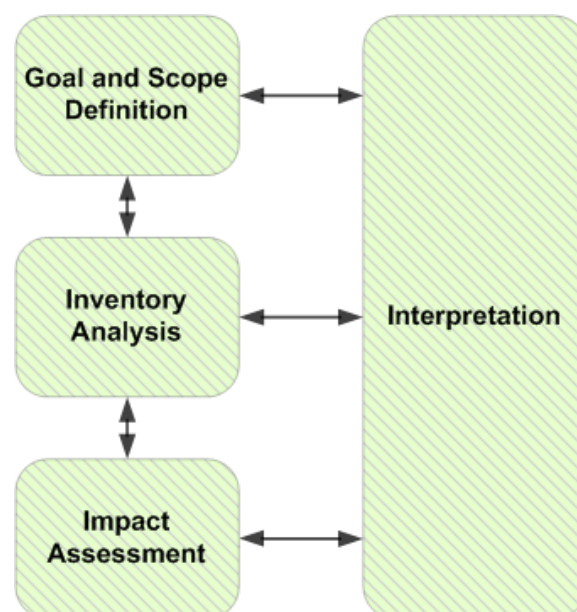 Goal and Scope
Definition
Inventory
Analysis
Interpretation
Impact
Assessment